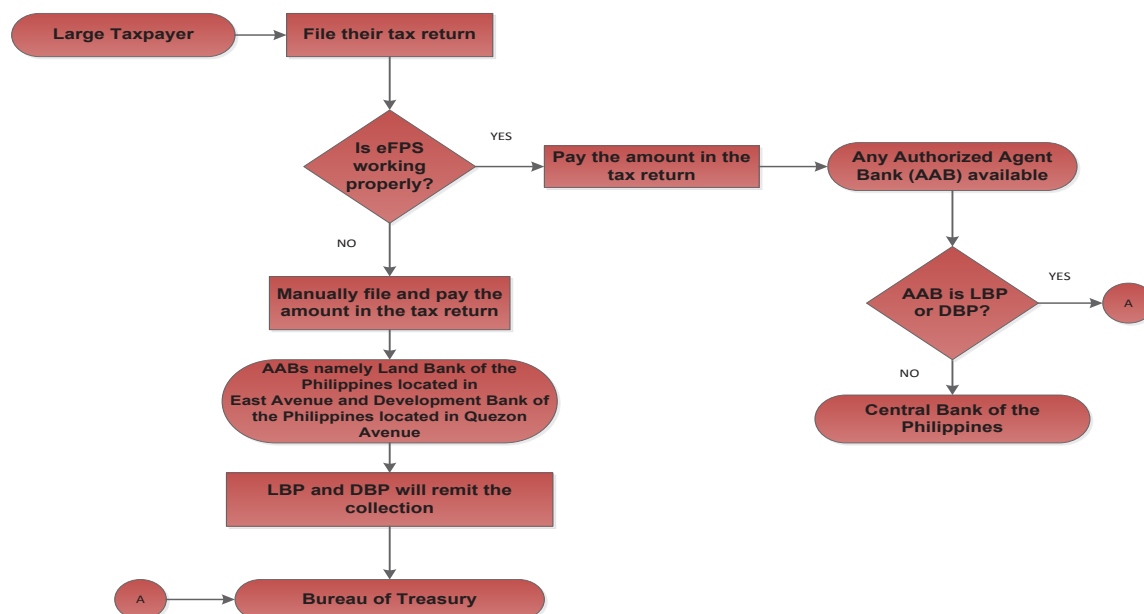 Large Taxpayer
File their tax return
Is eFPS
working
properly?
YES
Pay the amount in the
tax return
Any Authorized Agent
Bank (AAB) available
NO
AAB is LBP
or DBP?
YES
A
NO
Central Bank of the
Philippines
Manually file and pay the
amount in the tax return
AABs namely Land Bank of the
Philippines located in
East Avenue and Development Bank of
the Philippines located in Quezon
Avenue
LBP and DBP will remit the
collection
A
Bureau of Treasury